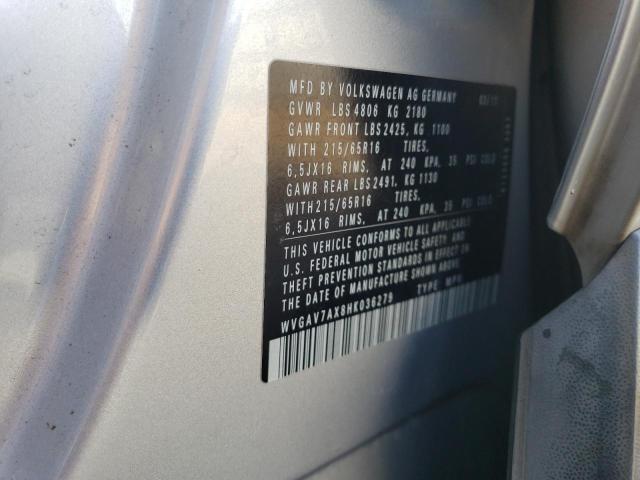 MFD BY VOLKSWAGEN AG GERMANY
GVWR LBS 4806 KG 2180
GAWR FRONT LBS 2425, KG 1100
WITH 215/65R16 TIRES,
6,5JX16 RIMS, AT 240 KPA, 35 PSI COLD
GAWR REAR LBS 2491, KG 1130
WITH 215/65R16 TIRES,
6,5JX16 RIMS, AT 240 KPA, 35 PSI COLD
THIS VEHICLE CONFORMS TO ALL APPLICABLE
U.S. FEDERAL MOTOR VEHICLE SAFETY, AND
THEFT PREVENTION STANDARDS IN EFFECT ON
THE DATE OF MANUFACTURE SHOWN ABOVE.
WVGAV7AX8HK036279 TYPE MPV